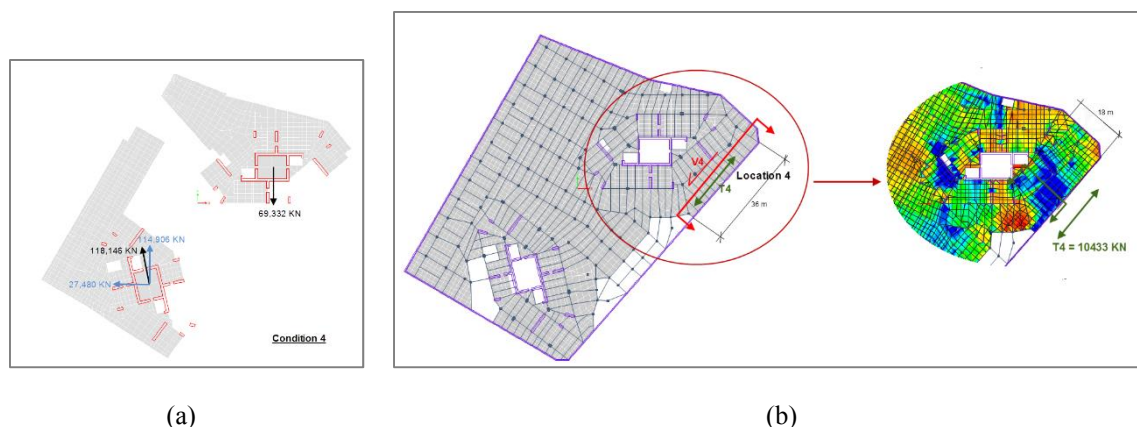 69,332 KN
114,906 KN
118,146 KN
27,480 KN
Condition 4
V4
T4
Location 4
36 m
18 m
T4 = 10433 KN
(a)
(b)